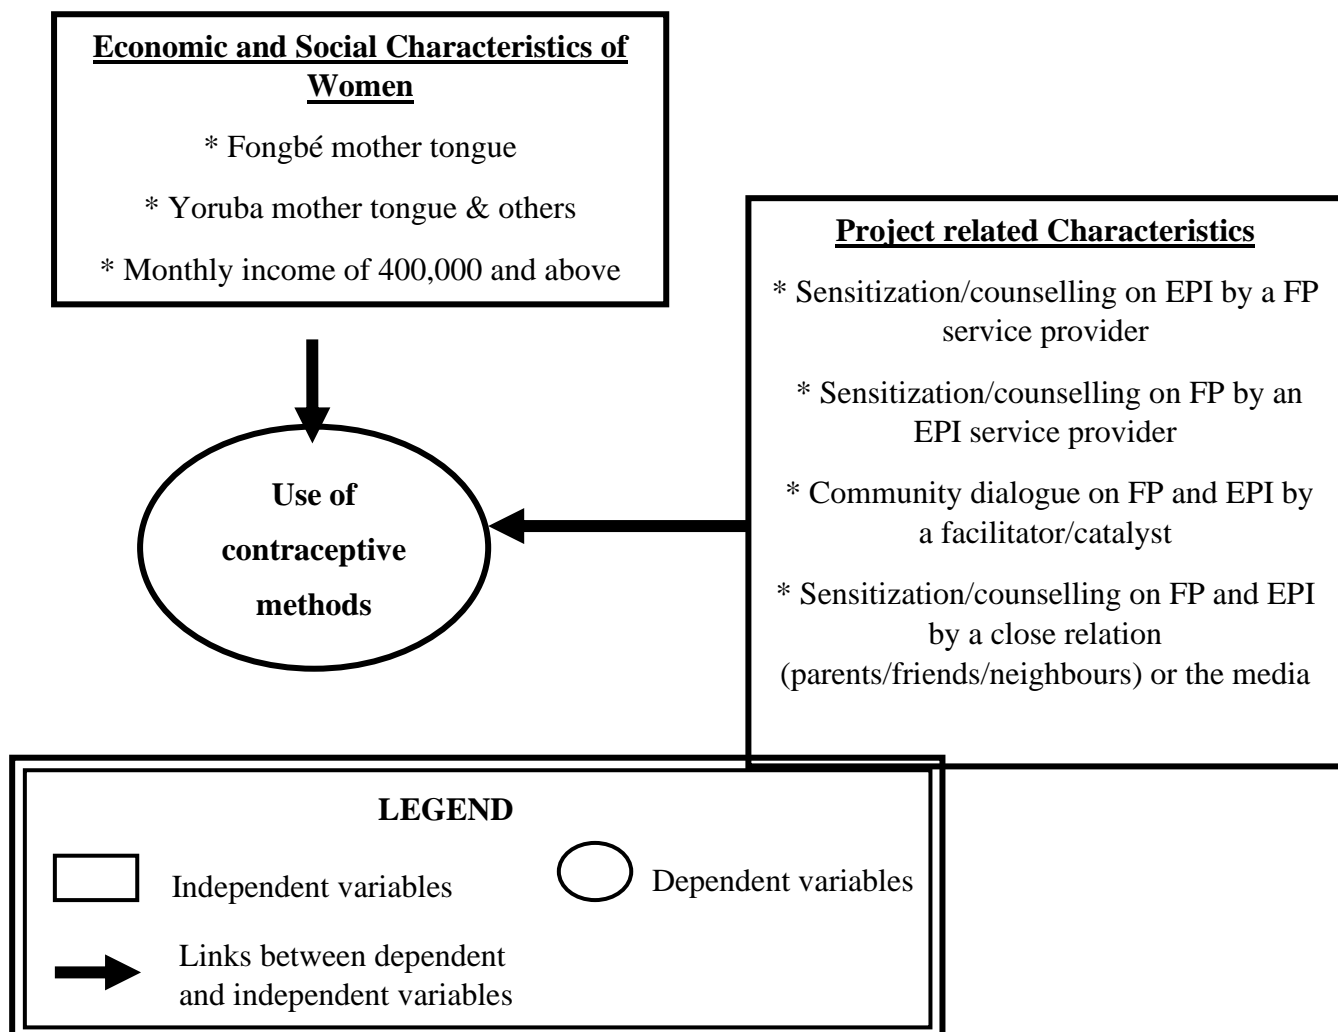 Economic and Social Characteristics of
Women
* Fongbé mother tongue
* Yoruba mother tongue & others
* Monthly income of 400,000 and above
Project related Characteristics
* Sensitization/counselling on EPI by a FP
service provider
* Sensitization/counselling on FP by an
EPI service provider
* Community dialogue on FP and EPI by
a facilitator/catalyst
* Sensitization/counselling on FP and EPI
by a close relation
(parents/friends/neighbours) or the media
Use of
contraceptive
methods
LEGEND
Independent variables
Dependent variables
Links between dependent
and independent variables